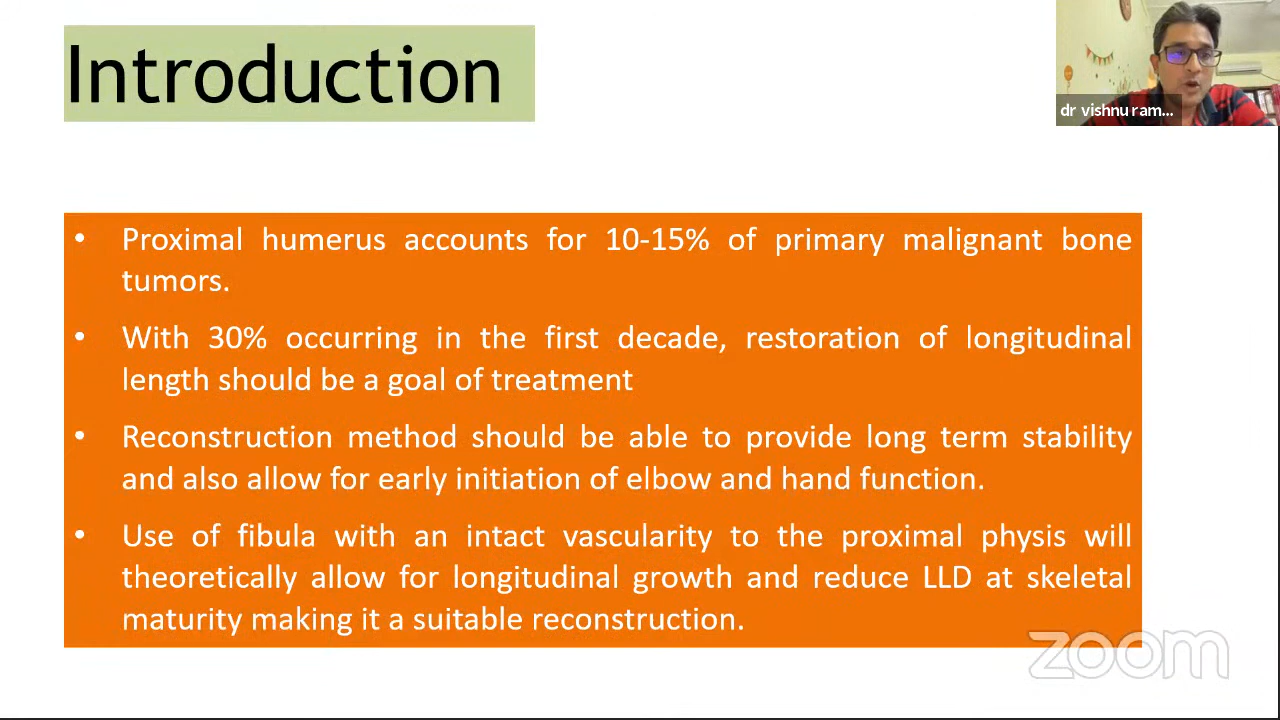 Introduction
dr vishnu ram...
• Proximal humerus accounts for 10-15% of primary malignant bone
tumors.
• With 30% occurring in the first decade, restoration of longitudinal
length should be a goal of treatment
• Reconstruction method should be able to provide long term stability
and also allow for early initiation of elbow and hand function.
• Use of fibula with an intact vascularity to the proximal physis will
theoretically allow for longitudinal growth and reduce LLD at skeletal
maturity making it a suitable reconstruction.
zoom